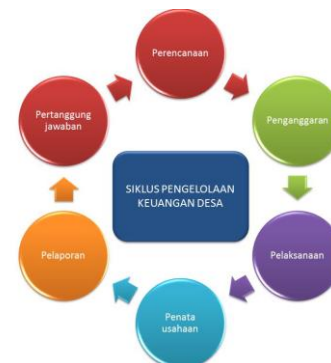 Perencanaan
Penganggaran
Pelaksanaan
Penata
usahaan
Pelaporan
Pertanggung
jawaban
SIKLUS PENGELOLAAN
KEUANGAN DESA